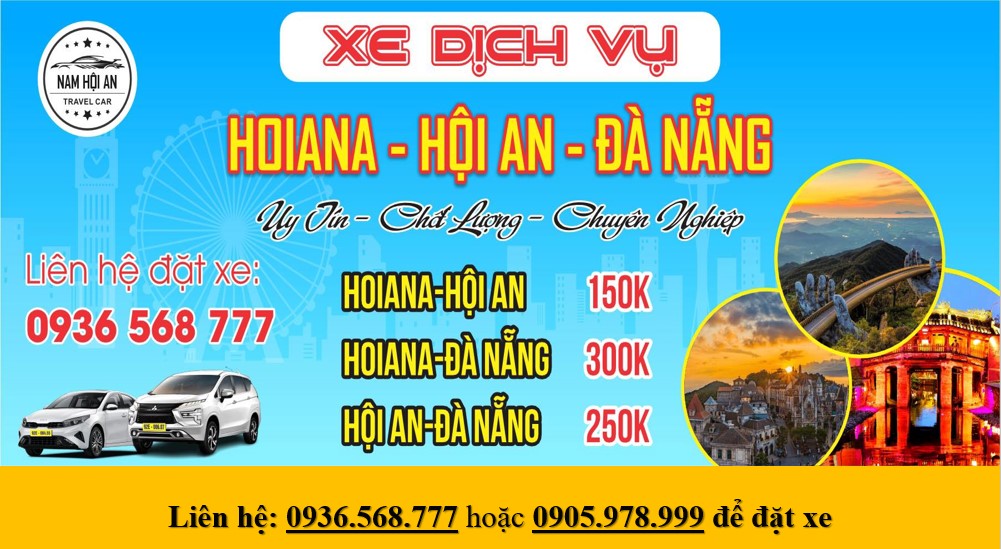 XE DỊCH VỤ
NAM HỘI AN
TRAVEL CAR
HOIANA - HỘI AN - ĐÀ NẴNG
Uy Tín - Chất Lượng - Chuyên Nghiệp
Liên hệ đặt xe:
0936 568 777
HOIANA-HỘI AN 150K
HOIANA-ĐÀ NẴNG 300K
HỘI AN-ĐÀ NẴNG 250K
Liên hệ: 0936.568.777 hoặc 0905.978.999 để đặt xe